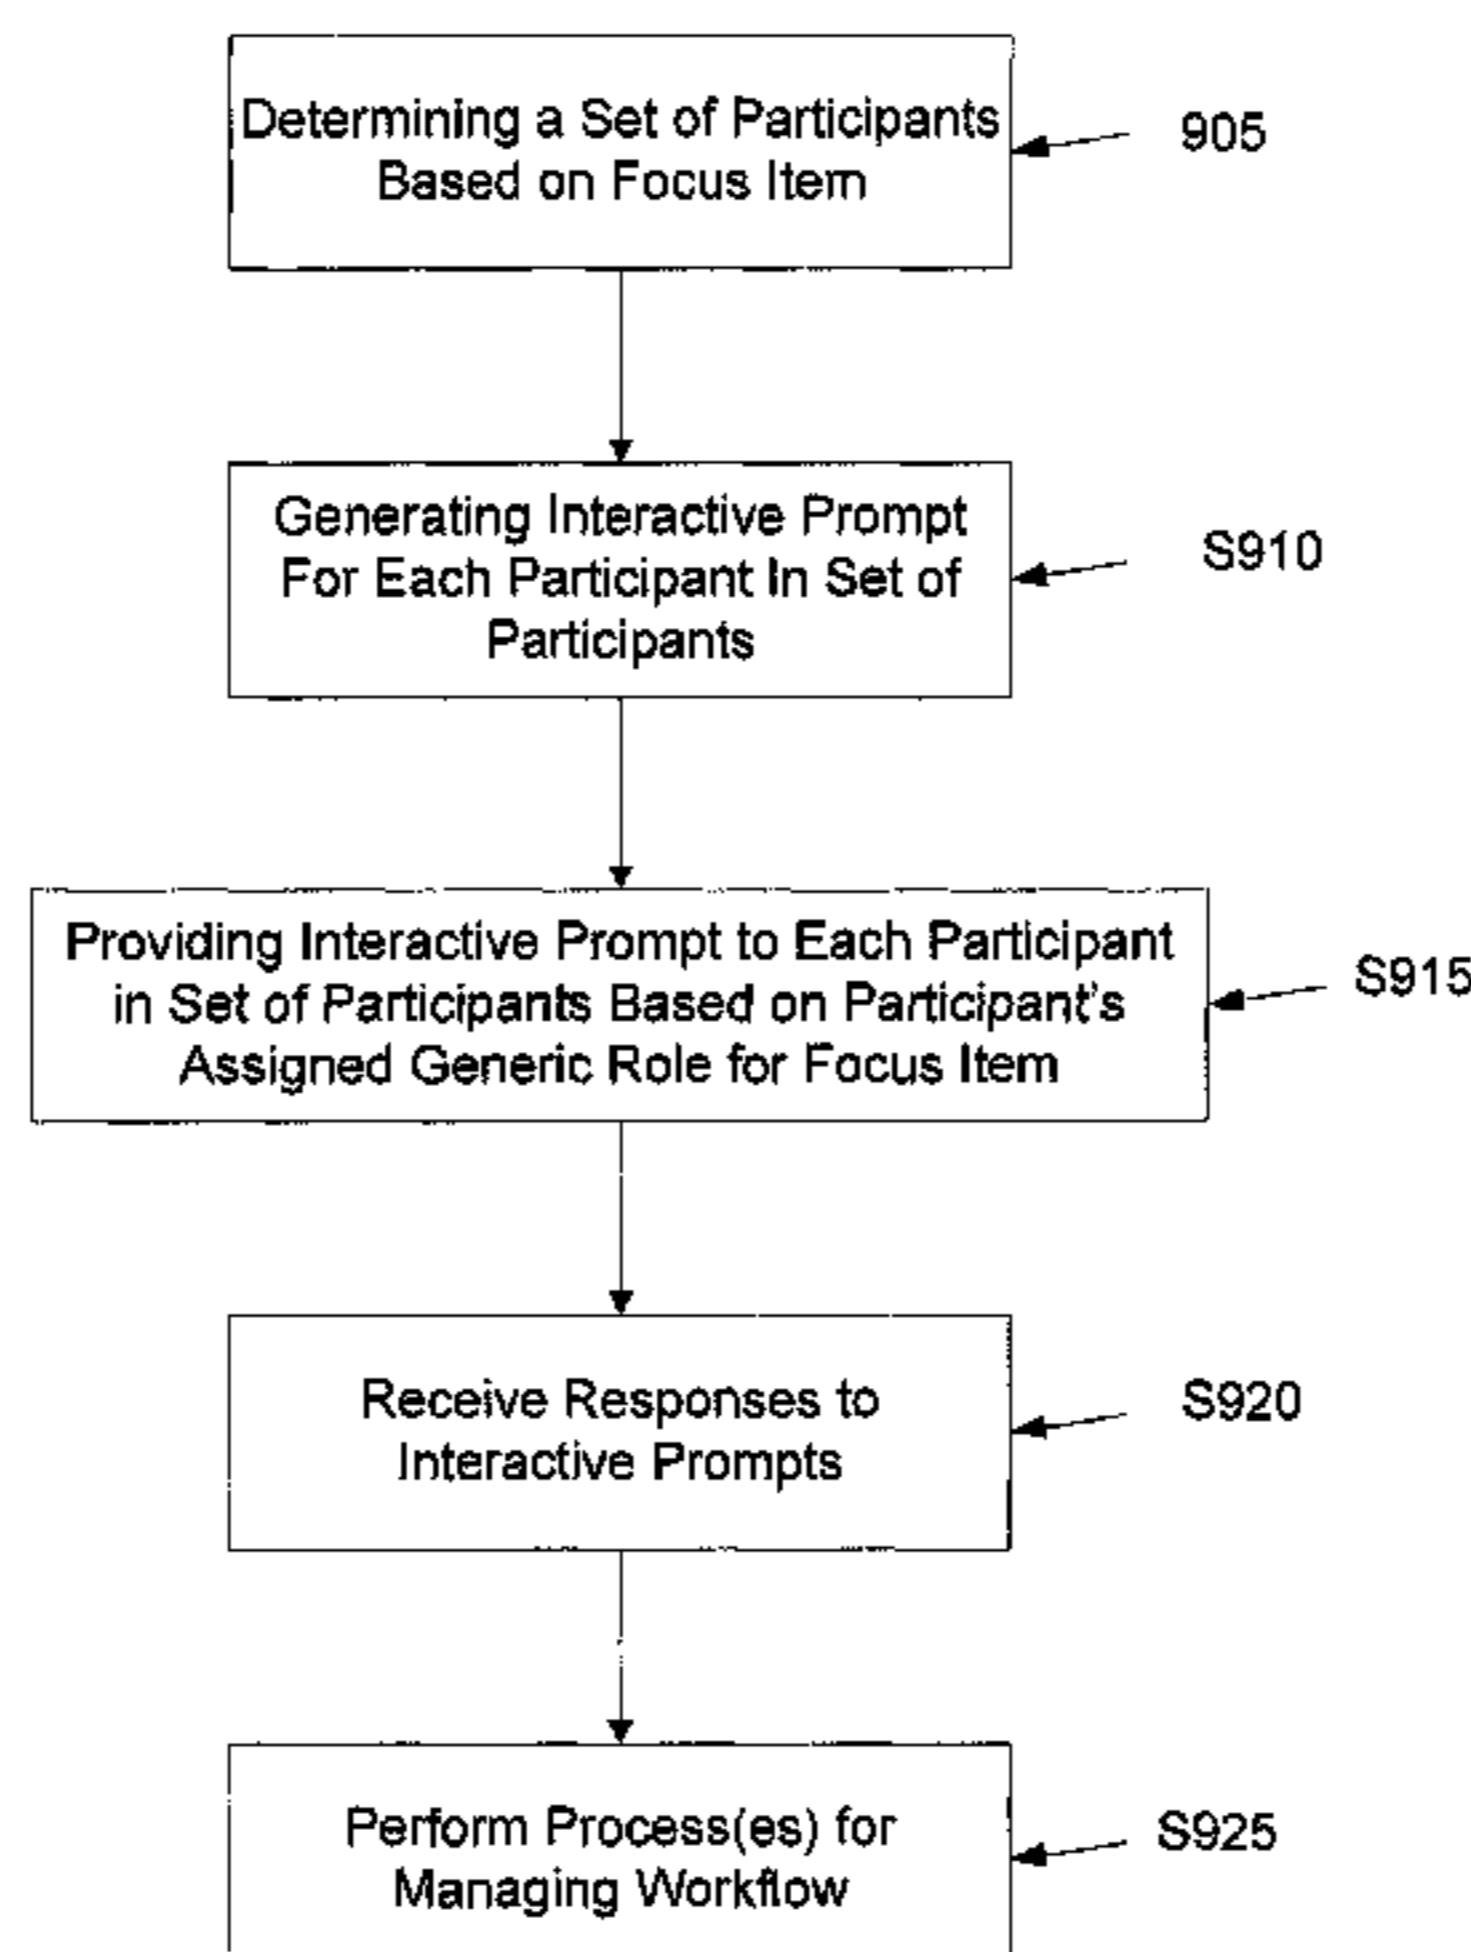 Determining a Set of Participants
Based on Focus Item
905
Generating Interactive Prompt
For Each Participant In Set of
Participants
S910
Providing Interactive Prompt to Each Participant
in Set of Participants Based on Participant's
Assigned Generic Role for Focus Item
S915
Receive Responses to
Interactive Prompts
S920
Perform Process(es) for
Managing Workflow
S925